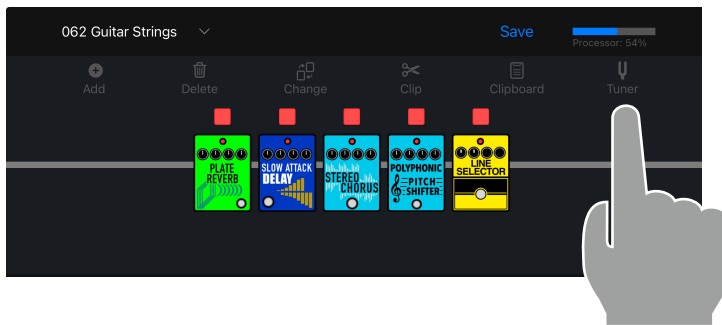 062 Guitar Strings
Save
Processor: 54%
Add
Delete
Change
Clip
Clipboard
Tuner
PLATE
REVERB
SLOW ATTACK
DELAY
STEREO
CHORUS
POLYPHONIC
PITCH
SHIFTER
LINE
SELECTOR